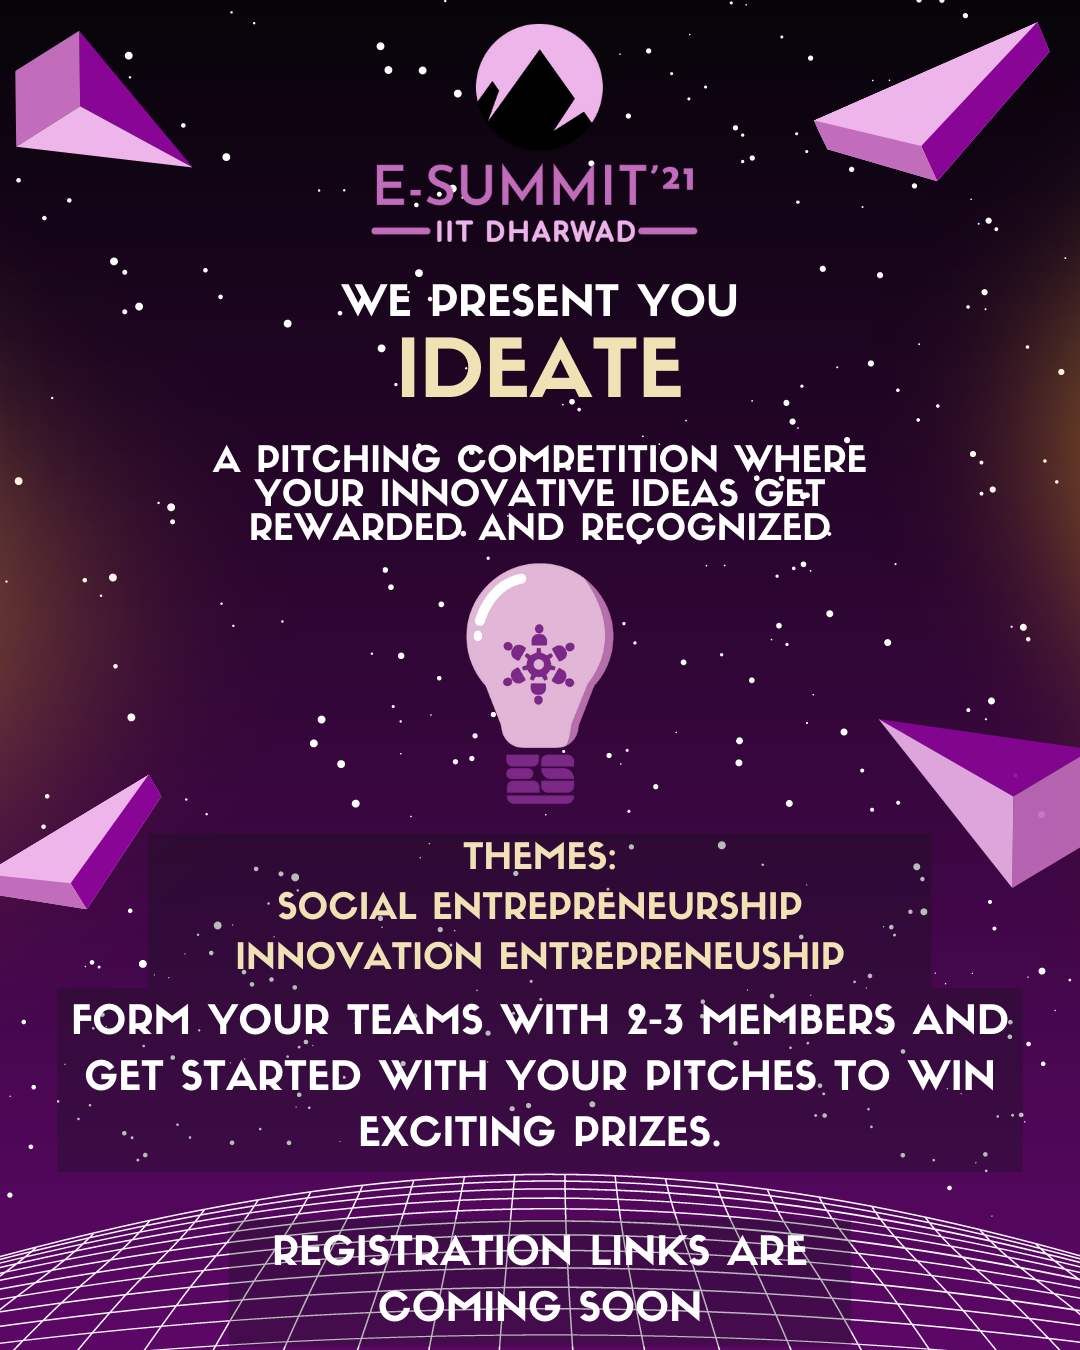 E-SUMMIT'21
IIT DHARWAD
WE PRESENT YOU
IDEATE
A PITCHING COMPETITION WHERE
YOUR INNOVATIVE IDEAS GET
REWARDED AND RECOGNIZED
THEMES:
SOCIAL ENTREPRENEURSHIP
INNOVATION ENTREPRENEUSHIP
FORM YOUR TEAMS WITH 2-3 MEMBERS AND
GET STARTED WITH YOUR PITCHES TO WIN
EXCITING PRIZES.
REGISTRATION LINKS ARE
COMING SOON